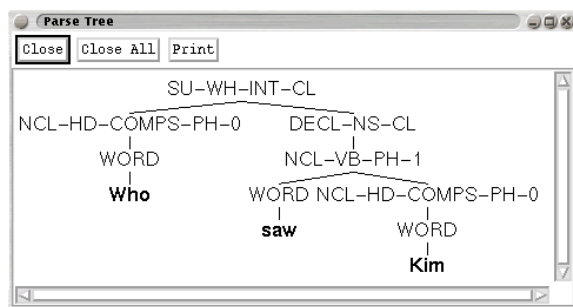 Parse Tree
Close Close All Print
SU-WH-INT-CL
NCL-HD-COMPS-PH-0 DECL-NS-CL
WORD NCL-VB-PH-1
Who WORD NCL-HD-COMPS-PH-0
saw WORD
Kim